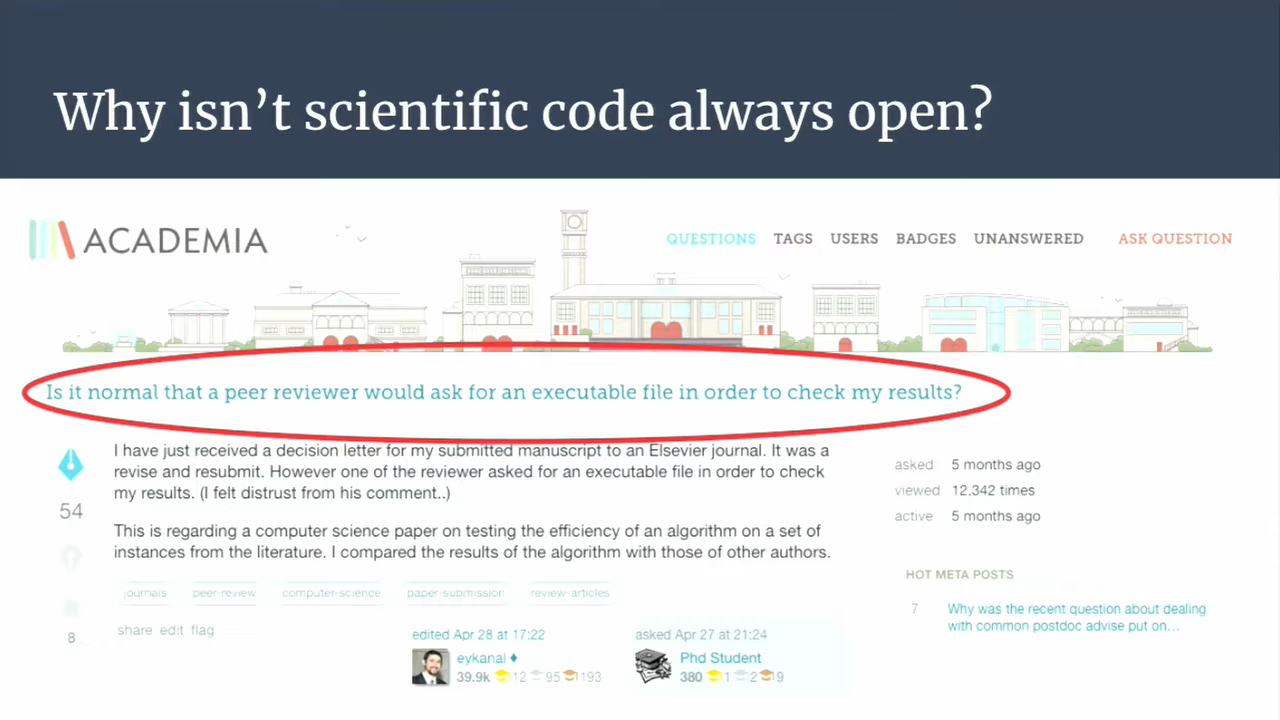 Why isn't scientific code always open?
ACADEMIA
QUESTIONS TAGS USERS BADGES UNANSWERED ASK QUESTION
Is it normal that a peer reviewer would ask for an executable file in order to check my results?
I have just received a decision letter for my submitted manuscript to an Elsevier journal. It was a
revise and resubmit. However one of the reviewer asked for an executable file in order to check
my results. (I felt distrust from his comment..)
This is regarding a computer science paper on testing the efficiency of an algorithm on a set of
instances from the literature. I compared the results of the algorithm with those of other authors.
54
8
journals peer-review computer-science paper-submission review-articles
share edit flag
edited Apr 28 at 17:22
eykanal
39.9k 12 95 193
asked Apr 27 at 21:24
Phd Student
380 1 2 9
asked 5 months ago
viewed 12,342 times
active 5 months ago
HOT META POSTS
7 Why was the recent question about dealing
with common postdoc advise put on…